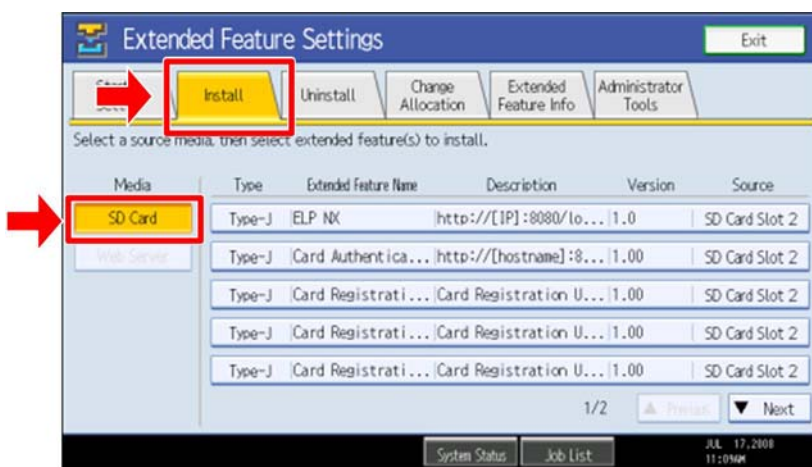 Extended Feature Settings
Exit
Install
Uninstall
Change Allocation
Extended Feature Info
Administrator Tools
Select a source media, then select extended feature(s) to install.
Media Type Extended Feature Name Description Version Source
SD Card Type-J ELP NX http://[IP]:8080/lo... 1.0 SD Card Slot 2
Web Server Type-J Card Authentica... http://[hostname]:8... 1.00 SD Card Slot 2
Type-J Card Registrati... Card Registration U... 1.00 SD Card Slot 2
Type-J Card Registrati... Card Registration U... 1.00 SD Card Slot 2
Type-J Card Registrati... Card Registration U... 1.00 SD Card Slot 2
1/2 ▲ Previous ▼ Next
System Status Job List JUL 17,2008
11:09AM